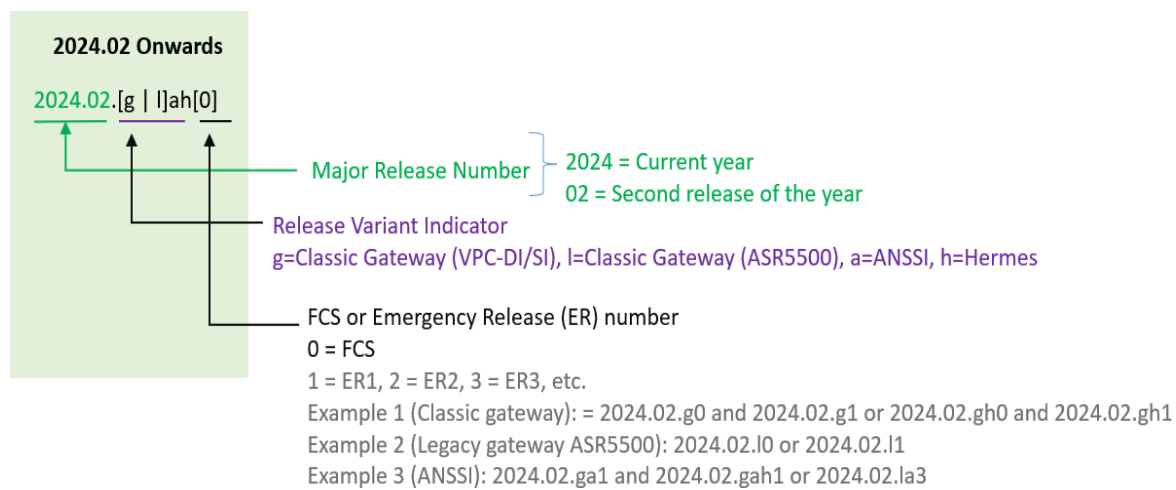 2024.02 Onwards
2024.02.[g | l]ah[0]
Major Release Number
2024 = Current year
02 = Second release of the year
Release Variant Indicator
g=Classic Gateway (VPC-DI/SI), l=Classic Gateway (ASR5500), a=ANSSI, h=Hermes
FCS or Emergency Release (ER) number
0 = FCS
1 = ER1, 2 = ER2, 3 = ER3, etc.
Example 1 (Classic gateway): = 2024.02.g0 and 2024.02.g1 or 2024.02.gh0 and 2024.02.gh1
Example 2 (Legacy gateway ASR5500): 2024.02.l0 or 2024.02.l1
Example 3 (ANSSI): 2024.02.ga1 and 2024.02.gah1 or 2024.02.la3